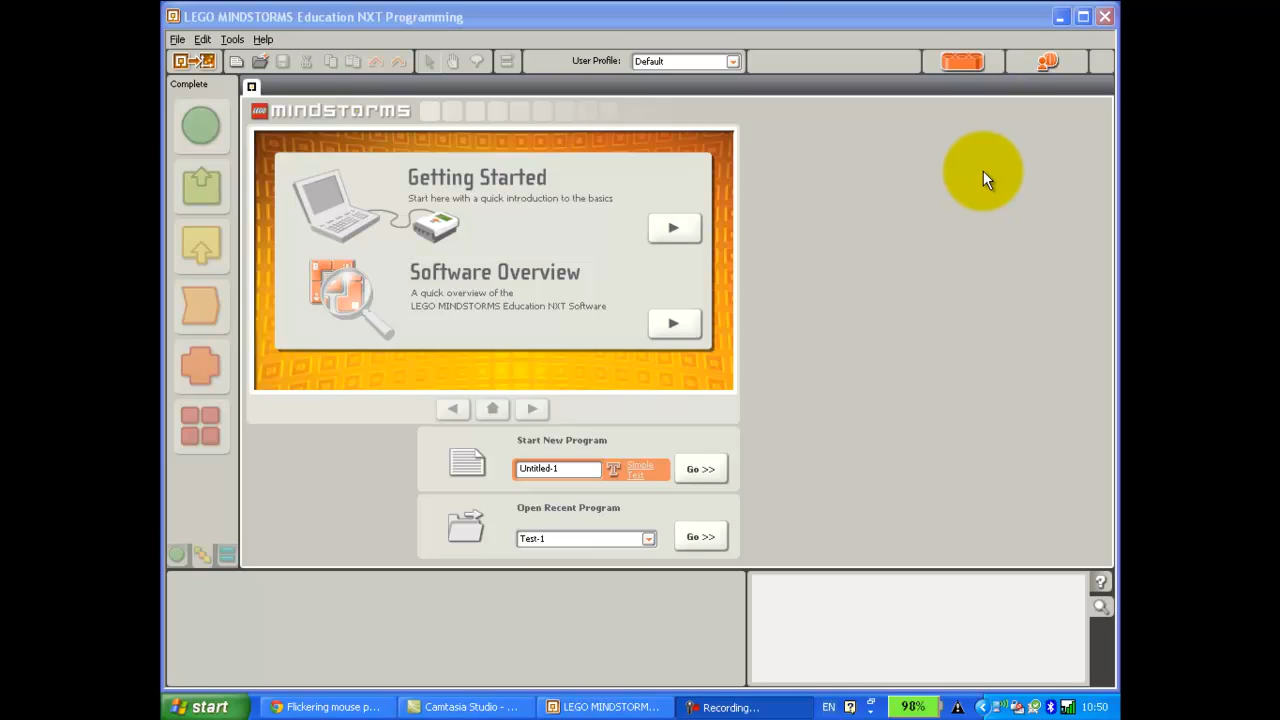 LEGO MINDSTORMS Education NXT Programming
File Edit Tools Help
User Profile: Default
Complete
LEGO mindstorms
Getting Started
Start here with a quick introduction to the basics
Software Overview
A quick overview of the
LEGO MINDSTORMS Education NXT Software
Start New Program
Untitled-1 Simple Go >>
Test
Open Recent Program
Test-1 Go >>
?
start Flickering mouse p... Camtasia Studio - ... LEGO MINDSTORM... Recording... EN ? 98% 10:50